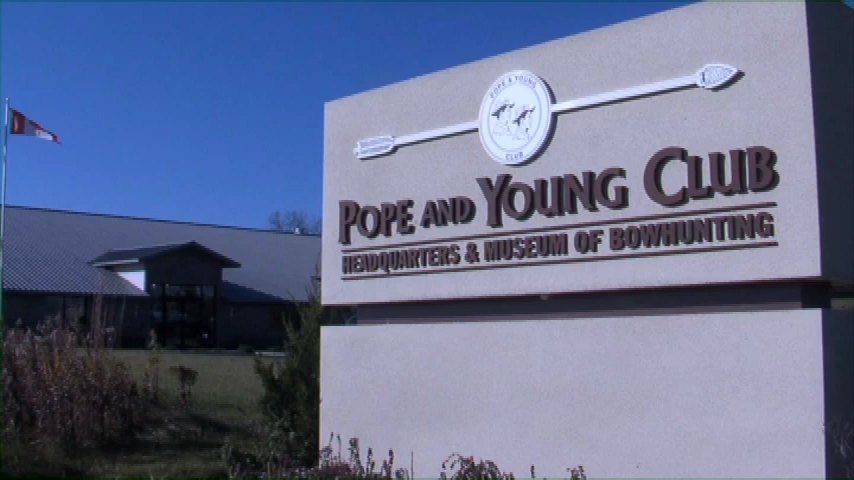 POPE & YOUNG
CLUB
POPE AND YOUNG CLUB
HEADQUARTERS & MUSEUM OF BOWHUNTING